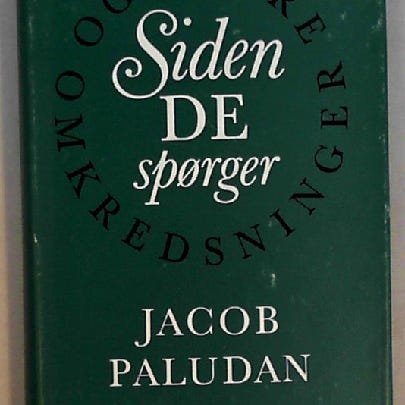 Siden
DE
spørger
OMKREDSNINGER
JACOB
PALUDAN